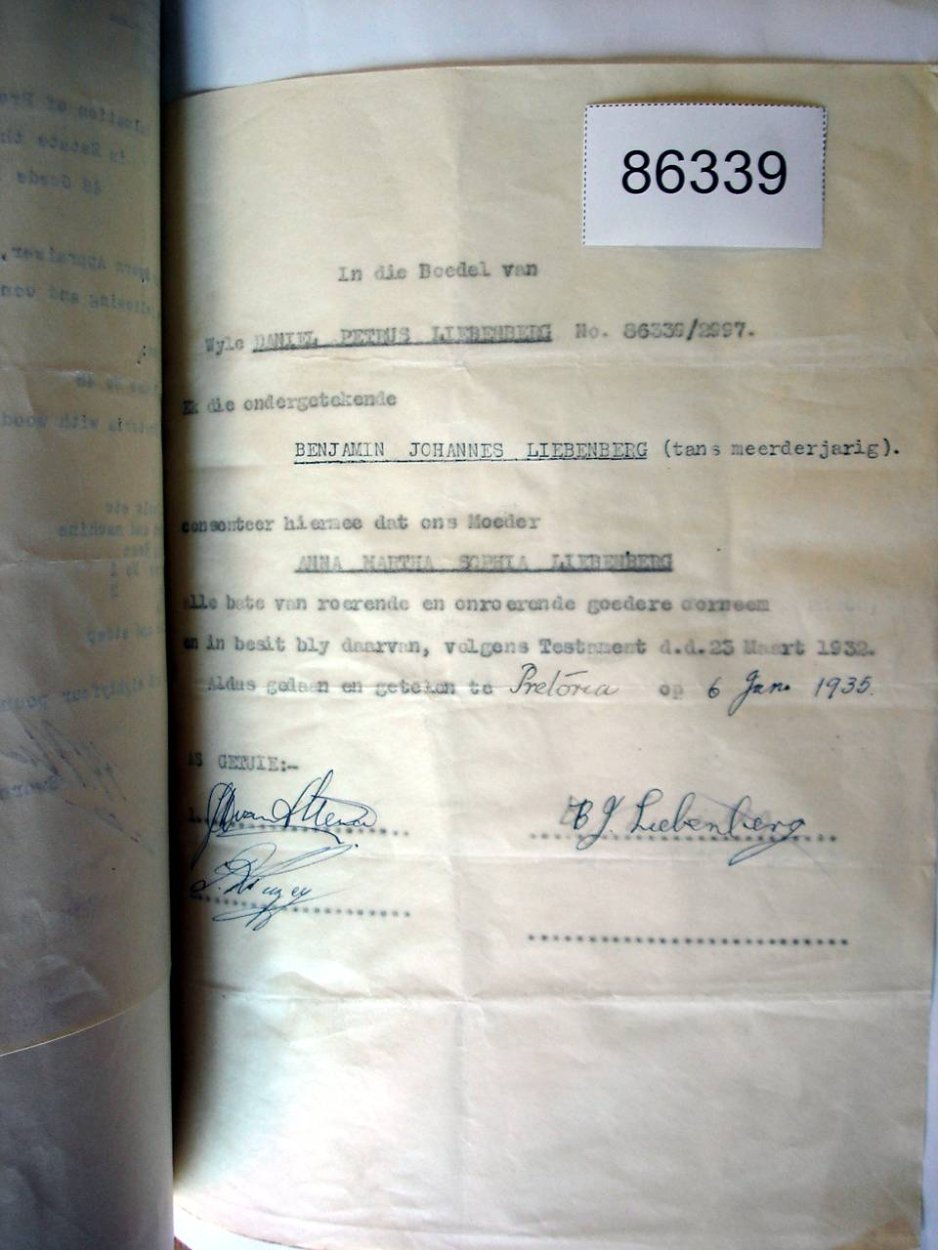 86339
In die Boedel van
Wyle DANIEL PETRUS LIEBENBERG No. 86339/2997.
Ek die ondergetekende
BENJAMIN JOHANNES LIEBENBERG (tans meerderjarig).
consenteer hiermee dat ons Moeder
ANNA MARTHA SOPHIA LIEBENBERG
alle bate van roerende en onroerende goedere oorneem
en in besit bly daarvan, volgens Testament d.d. 23 Maart 1932.
Aldus gedaan en geteken te Pretoria op 6 Jan. 1935.
AS GETUIE:-
1.
B J. Liebenberg